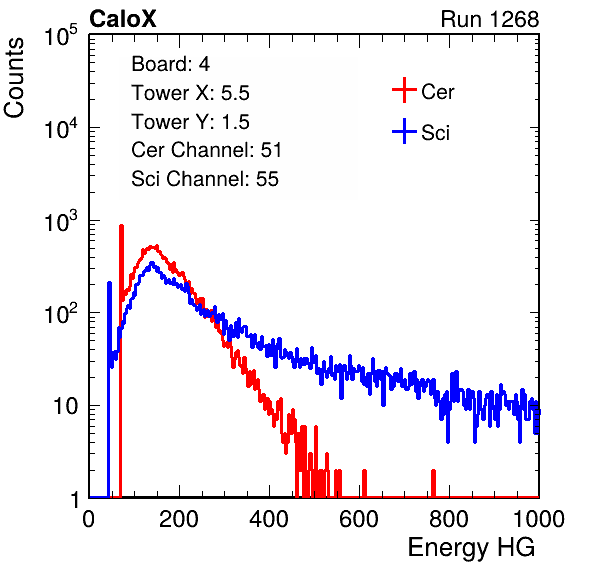 CaloX Run 1268
Counts
10^5
10^4
10^3
10^2
10
1
Board: 4
Tower X: 5.5
Tower Y: 1.5
Cer Channel: 51
Sci Channel: 55
Cer
Sci
0 200 400 600 800 1000
Energy HG